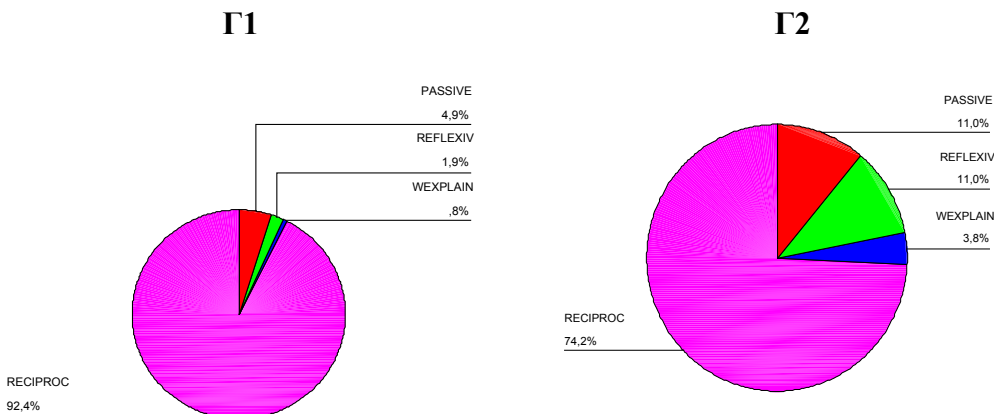 Γ1
PASSIVE
4,9%
REFLEXIV
1,9%
WEXPLAIN
,8%
RECIPROC
92,4%
Γ2
PASSIVE
11,0%
REFLEXIV
11,0%
WEXPLAIN
3,8%
RECIPROC
74,2%